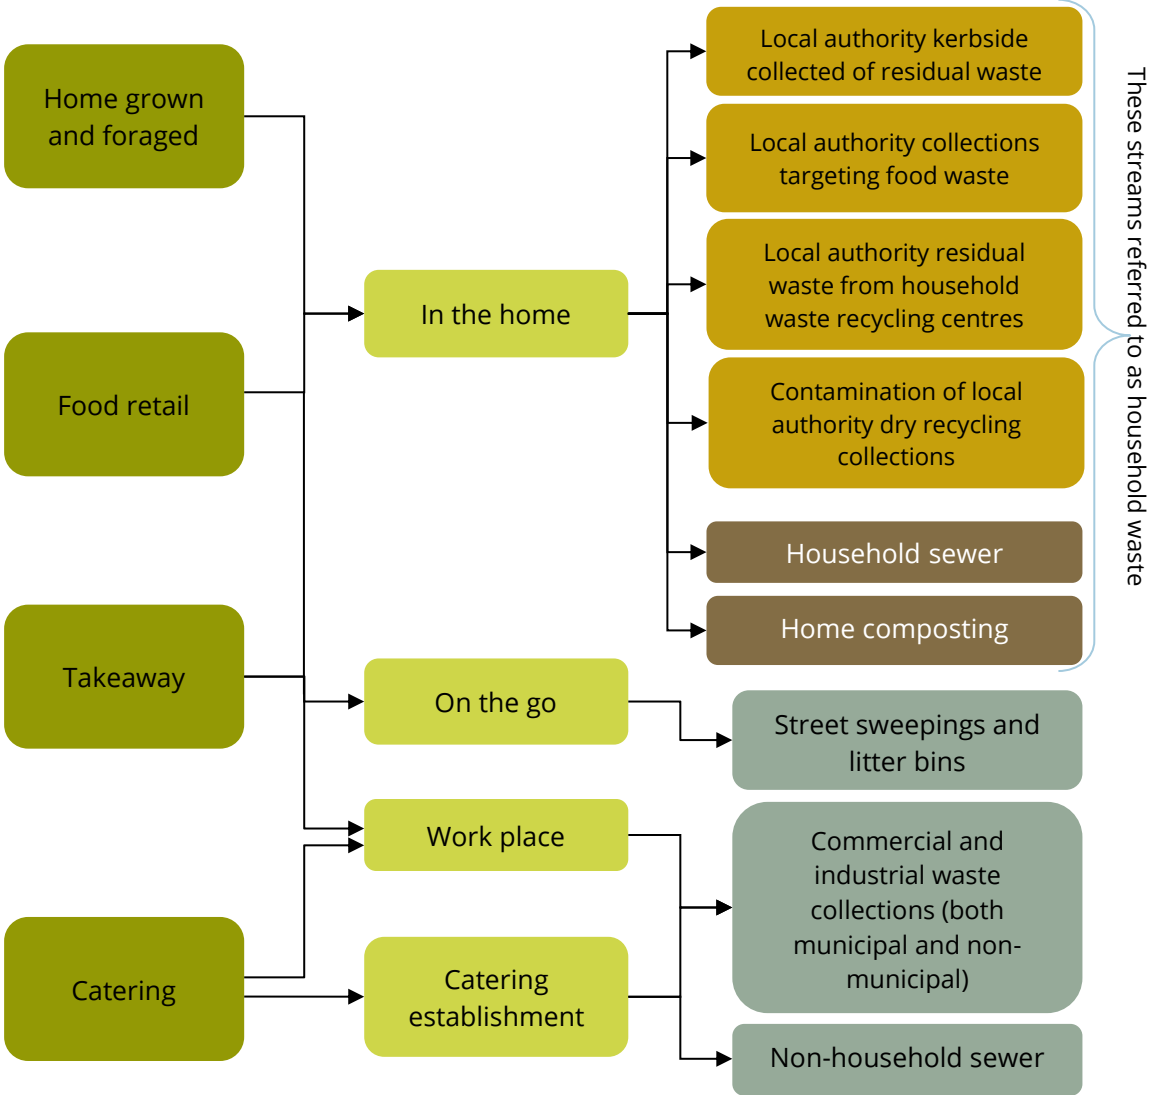 Home grown
and foraged
Food retail
Takeaway
Catering
In the home
On the go
Work place
Catering
establishment
Local authority kerbside
collected of residual waste
Local authority collections
targeting food waste
Local authority residual
waste from household
waste recycling centres
Contamination of local
authority dry recycling
collections
Household sewer
Home composting
Street sweepings and
litter bins
Commercial and
industrial waste
collections (both
municipal and non-
municipal)
Non-household sewer
These streams referred to as household waste